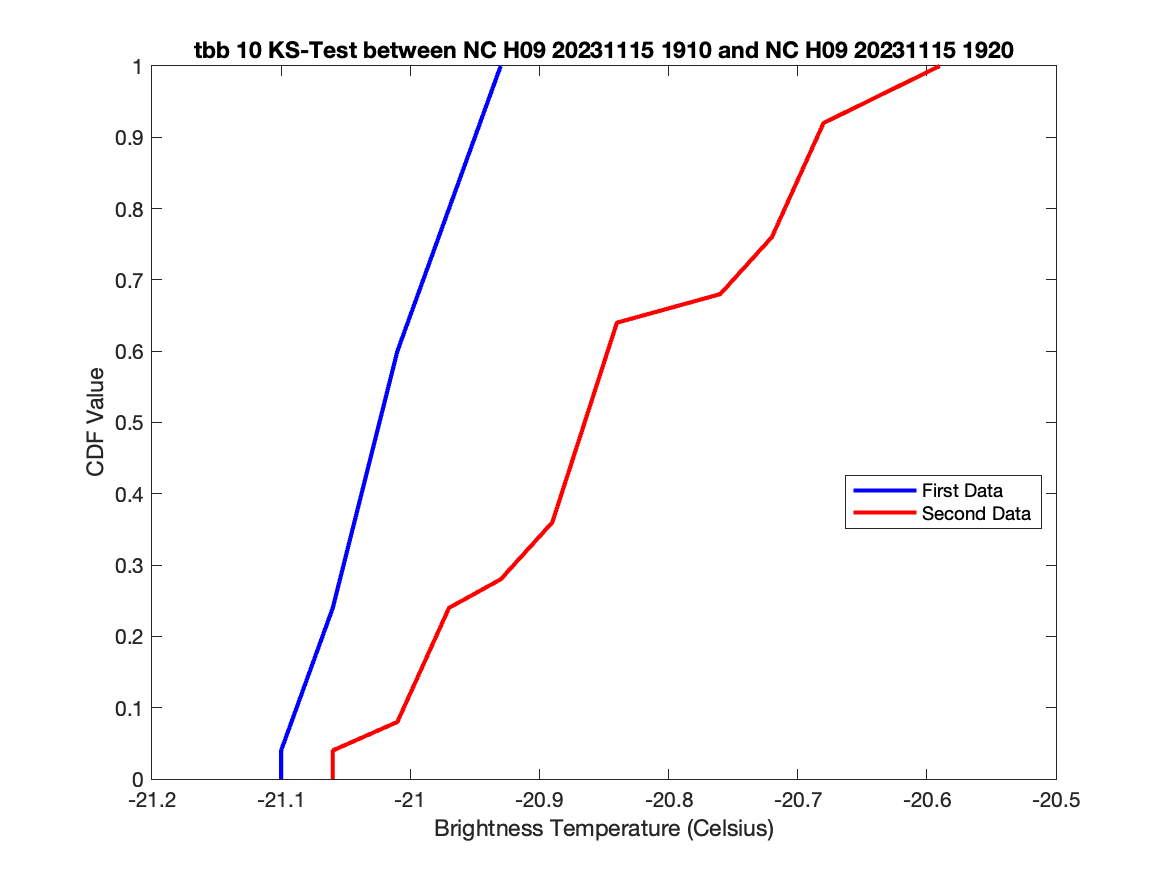 tbb 10 KS-Test between NC H09 20231115 1910 and NC H09 20231115 1920
1
0.9
0.8
0.7
0.6
0.5
0.4
0.3
0.2
0.1
0
CDF Value
First Data
Second Data
-21.2 -21.1 -21 -20.9 -20.8 -20.7 -20.6 -20.5
Brightness Temperature (Celsius)